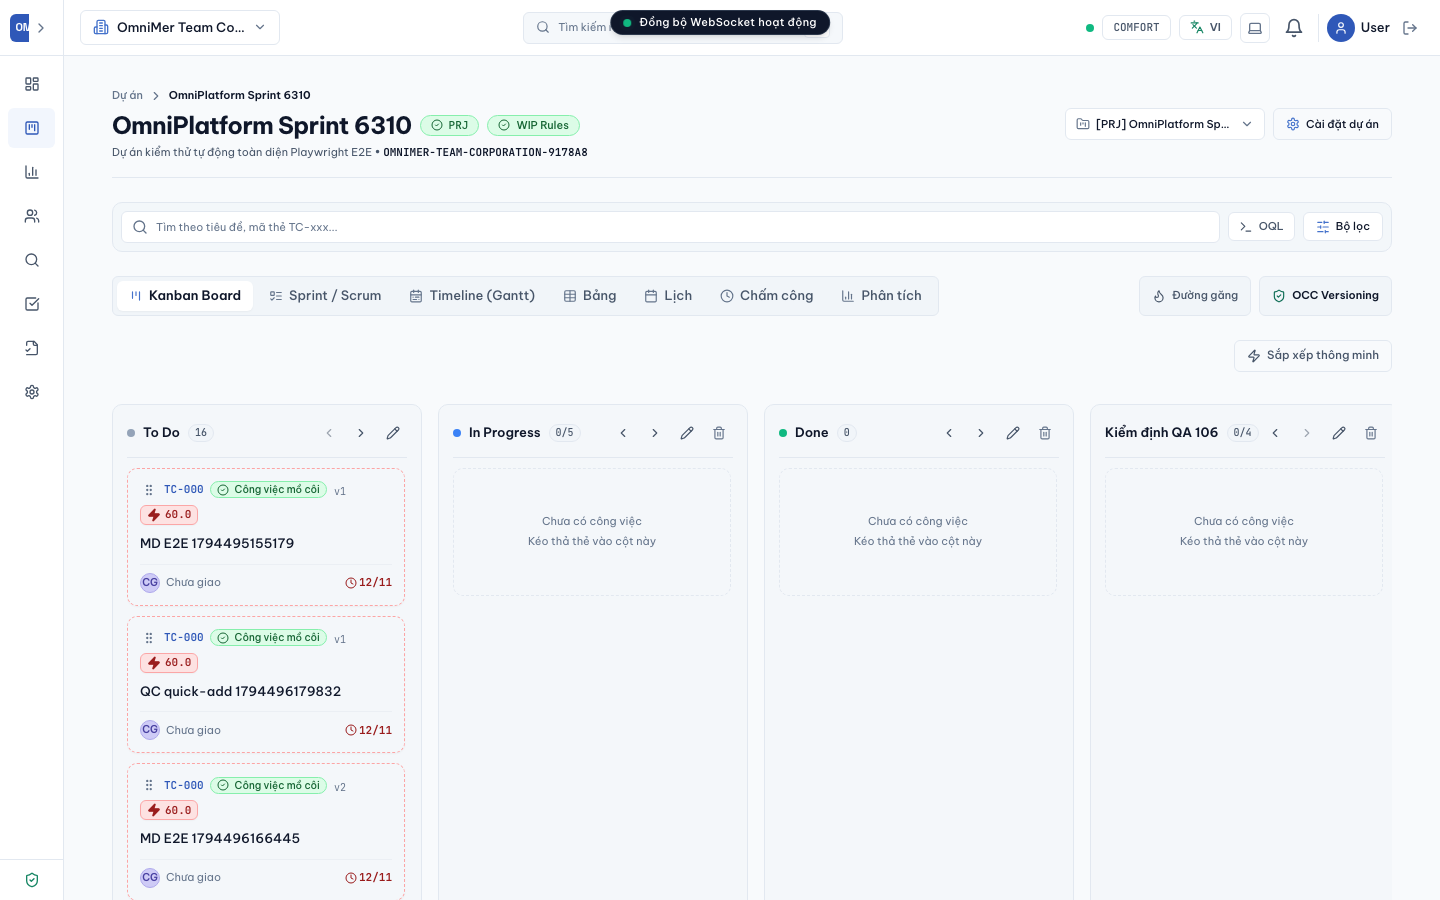 OM
OmniMer Team Co...
Tìm kiếm
Đồng bộ WebSocket hoạt động
COMFORT
VI
User
Dự án
OmniPlatform Sprint 6310
OmniPlatform Sprint 6310
PRJ
WIP Rules
[PRJ] OmniPlatform Sp...
Cài đặt dự án
Dự án kiểm thử tự động toàn diện Playwright E2E • OMNIMER-TEAM-CORPORATION-9178A8
Tìm theo tiêu đề, mã thẻ TC-xxx...
OQL
Bộ lọc
Kanban Board
Sprint / Scrum
Timeline (Gantt)
Bảng
Lịch
Chấm công
Phân tích
Đường găng
OCC Versioning
Sắp xếp thông minh
To Do 16
In Progress 0/5
Done 0
Kiểm định QA 106 0/4
TC-000 Công việc mồ côi v1
60.0
MD E2E 1794495155179
CG Chưa giao 12/11
TC-000 Công việc mồ côi v1
60.0
QC quick-add 1794496179832
CG Chưa giao 12/11
TC-000 Công việc mồ côi v2
60.0
MD E2E 1794496166445
CG Chưa giao 12/11
Chưa có công việc
Kéo thả thẻ vào cột này
Chưa có công việc
Kéo thả thẻ vào cột này
Chưa có công việc
Kéo thả thẻ vào cột này